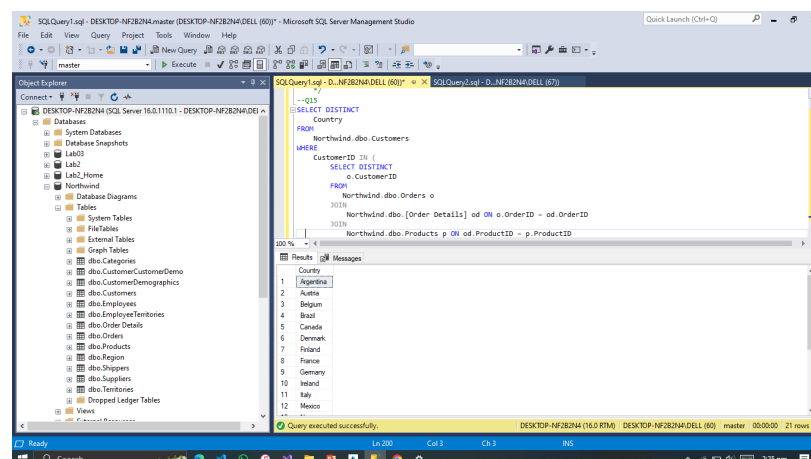 SQLQuery1.sql - DESKTOP-NF2B2N4.master (DESKTOP-NF2B2N4\DELL (60))* - Microsoft SQL Server Management Studio
Quick Launch (Ctrl+Q)
File Edit View Query Project Tools Window Help
New Query
master
Execute
Object Explorer
SQLQuery1.sql - D...NF2B2N4\DELL (60))*
SQLQuery2.sql - D...NF2B2N4\DELL (67))
Connect
DESKTOP-NF2B2N4 (SQL Server 16.0.1110.1 - DESKTOP-NF2B2N4\DEL
Databases
System Databases
Database Snapshots
Lab03
Lab2
Lab2_Home
Northwind
Database Diagrams
Tables
System Tables
FileTables
External Tables
Graph Tables
dbo.Categories
dbo.CustomerCustomerDemo
dbo.CustomerDemographics
dbo.Customers
dbo.Employees
dbo.EmployeeTerritories
dbo.Order Details
dbo.Orders
dbo.Products
dbo.Region
dbo.Shippers
dbo.Suppliers
dbo.Territories
Dropped Ledger Tables
Views
*/
--Q15
SELECT DISTINCT
Country
FROM
Northwind.dbo.Customers
WHERE
CustomerID IN (
SELECT DISTINCT
o.CustomerID
FROM
Northwind.dbo.Orders o
JOIN
Northwind.dbo.[Order Details] od ON o.OrderID = od.OrderID
JOIN
Northwind.dbo.Products p ON od.ProductID = p.ProductID
100 %
Results Messages
Country
1 Argentina
2 Austria
3 Belgium
4 Brazil
5 Canada
6 Denmark
7 Finland
8 France
9 Germany
10 Ireland
11 Italy
12 Mexico
Query executed successfully.
DESKTOP-NF2B2N4 (16.0 RTM) DESKTOP-NF2B2N4\DELL (60) master 00:00:00 21 rows
Ready
Ln 200 Col 3 Ch 3 INS
Search